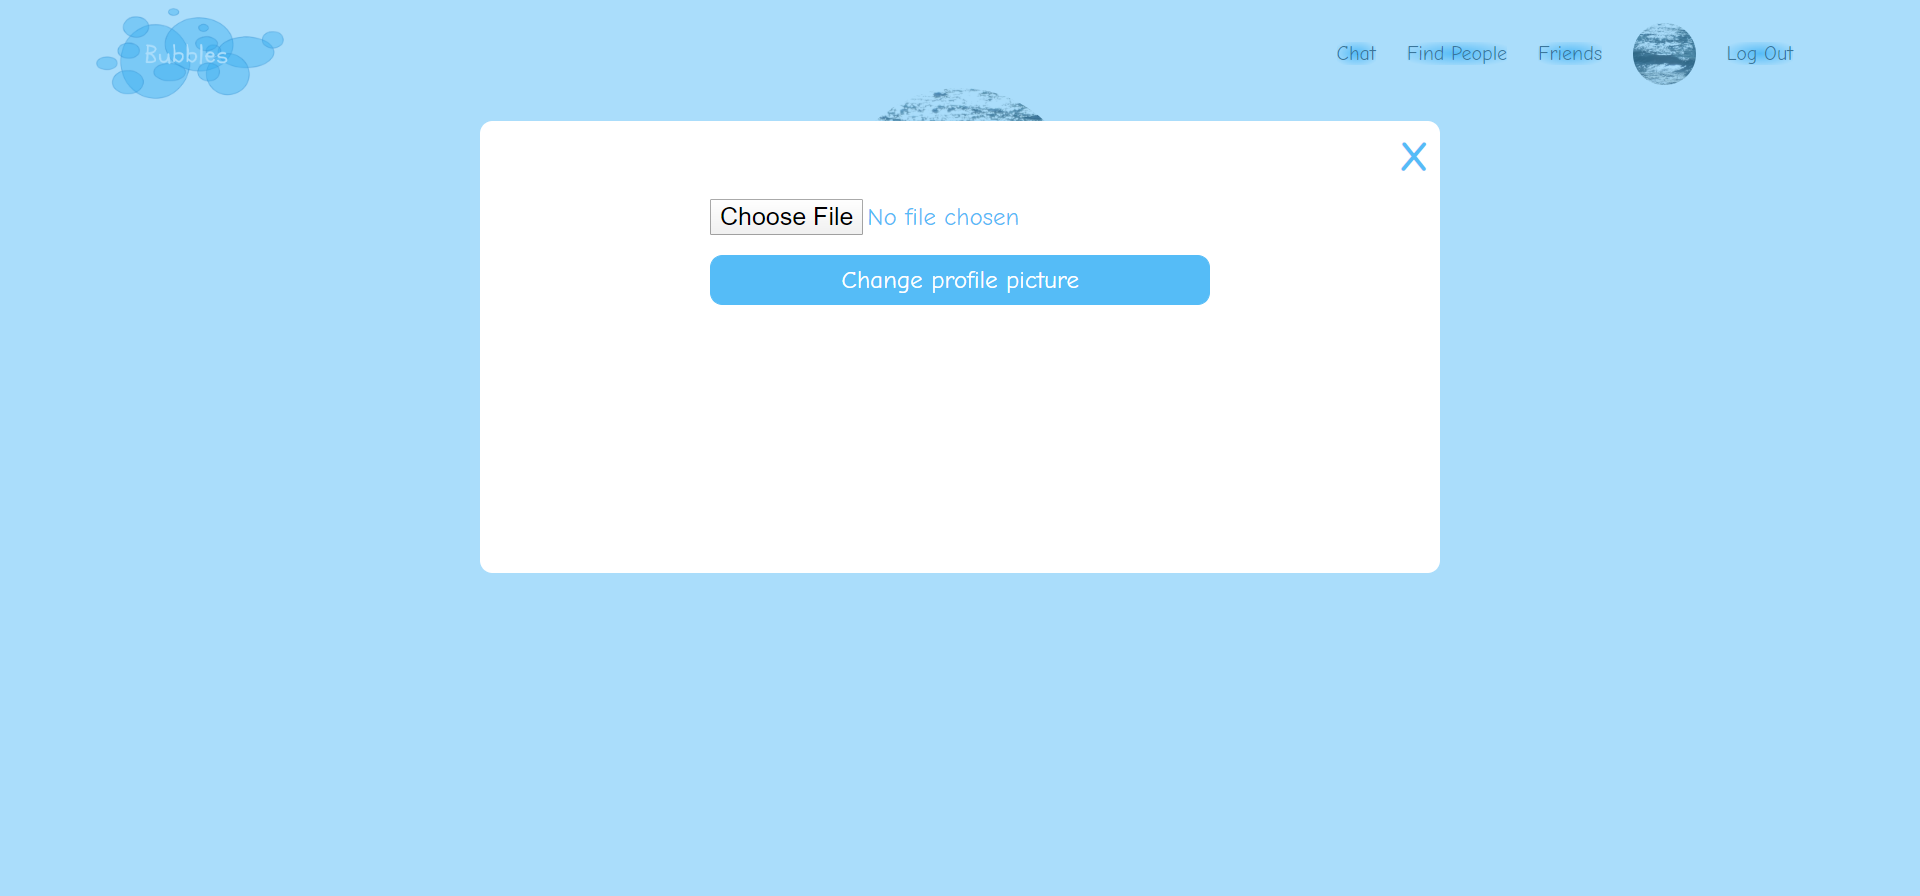 Bubbles
Chat Find People Friends Log Out
X
Choose File No file chosen
Change profile picture